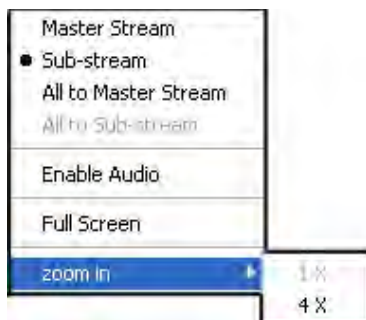 Master Stream
Sub-stream
All to Master Stream
All to Sub-stream
Enable Audio
Full Screen
zoom in
1 X
4 X